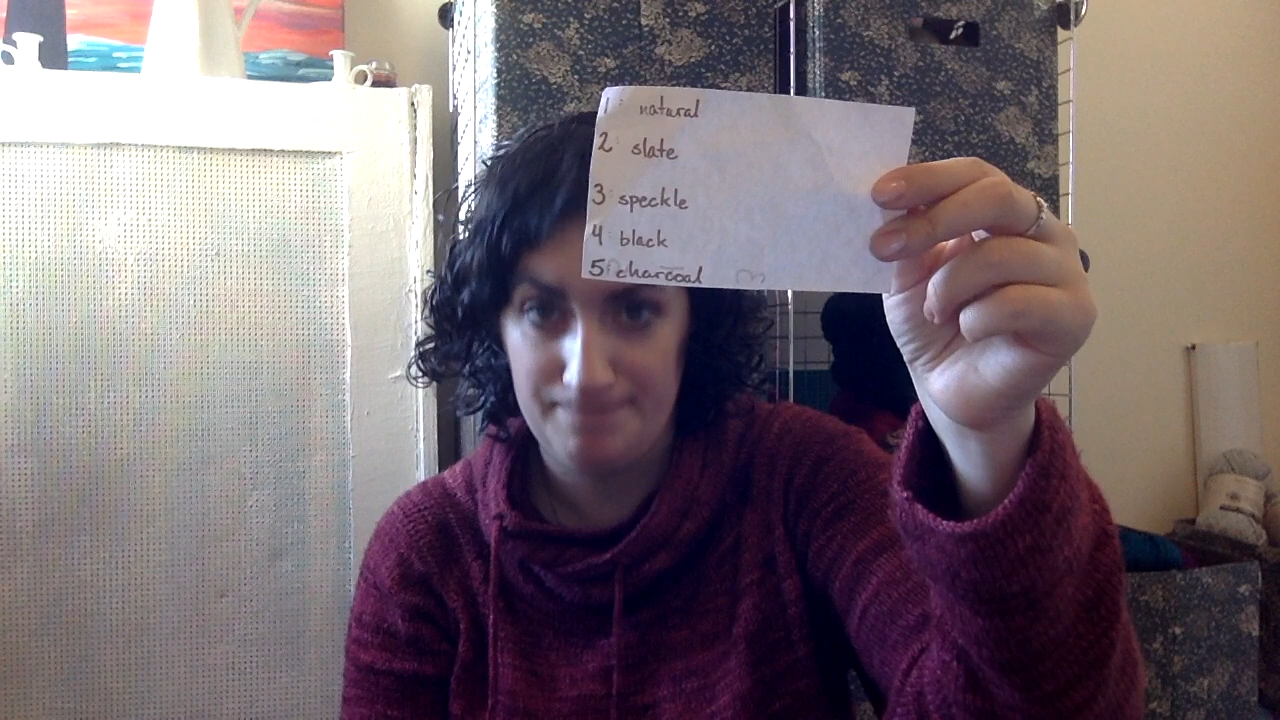 1: natural
2: slate
3: speckle
4: black
5: charcoal